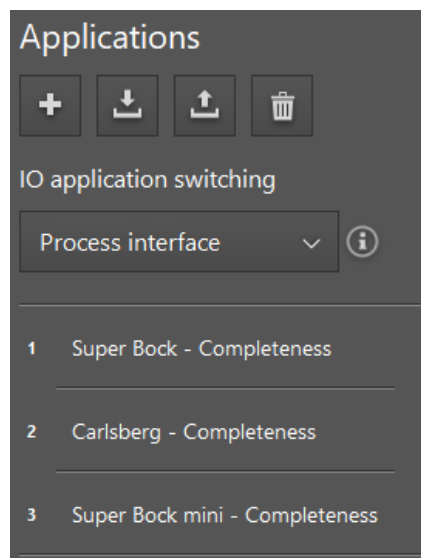 Applications
IO application switching
Process interface
1 Super Bock - Completeness
2 Carlsberg - Completeness
3 Super Bock mini - Completeness